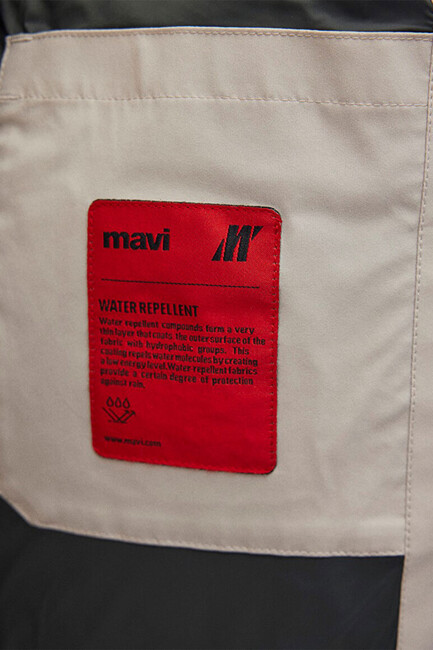 mavi M
WATER REPELLENT
Water repellent compounds form a very
thin layer that coats the outer surface of the
fabric with hydrophobic groups. This
coating repels water molecules by creating
a low energy level. Water repellent fabrics
provide a certain degree of protection
against rain.
www.mavi.com